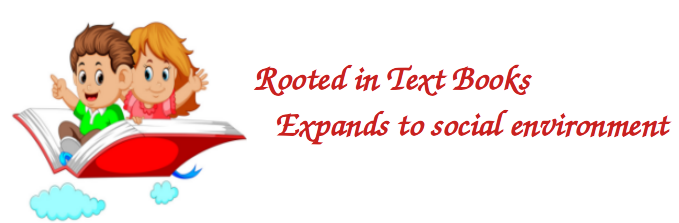 Rooted in Text Books
Expands to social environment